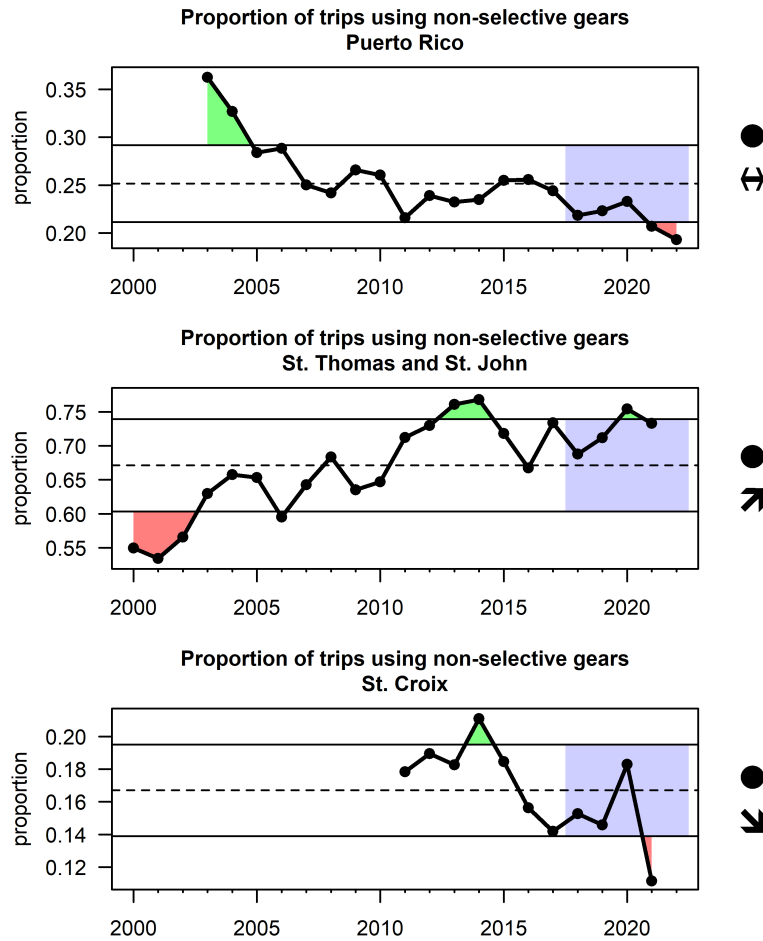 Proportion of trips using non-selective gears
Puerto Rico
proportion
0.35
0.30
0.25
0.20
2000 2005 2010 2015 2020
Proportion of trips using non-selective gears
St. Thomas and St. John
proportion
0.75
0.70
0.65
0.60
0.55
2000 2005 2010 2015 2020
Proportion of trips using non-selective gears
St. Croix
proportion
0.20
0.18
0.16
0.14
0.12
2000 2005 2010 2015 2020